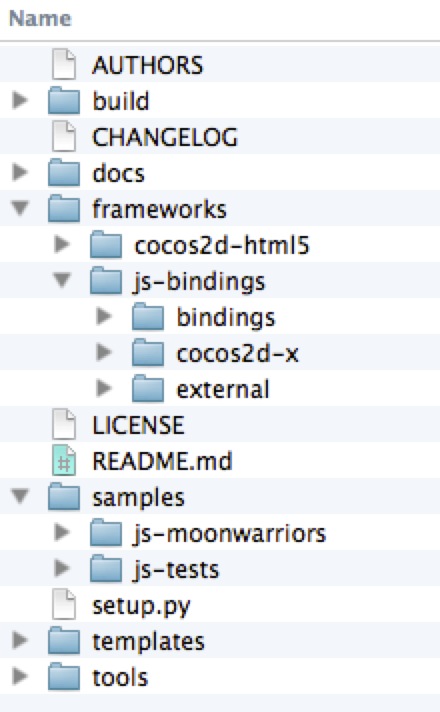 Name
AUTHORS
build
CHANGELOG
docs
frameworks
cocos2d-html5
js-bindings
bindings
cocos2d-x
external
LICENSE
README.md
samples
js-moonwarriors
js-tests
setup.py
templates
tools